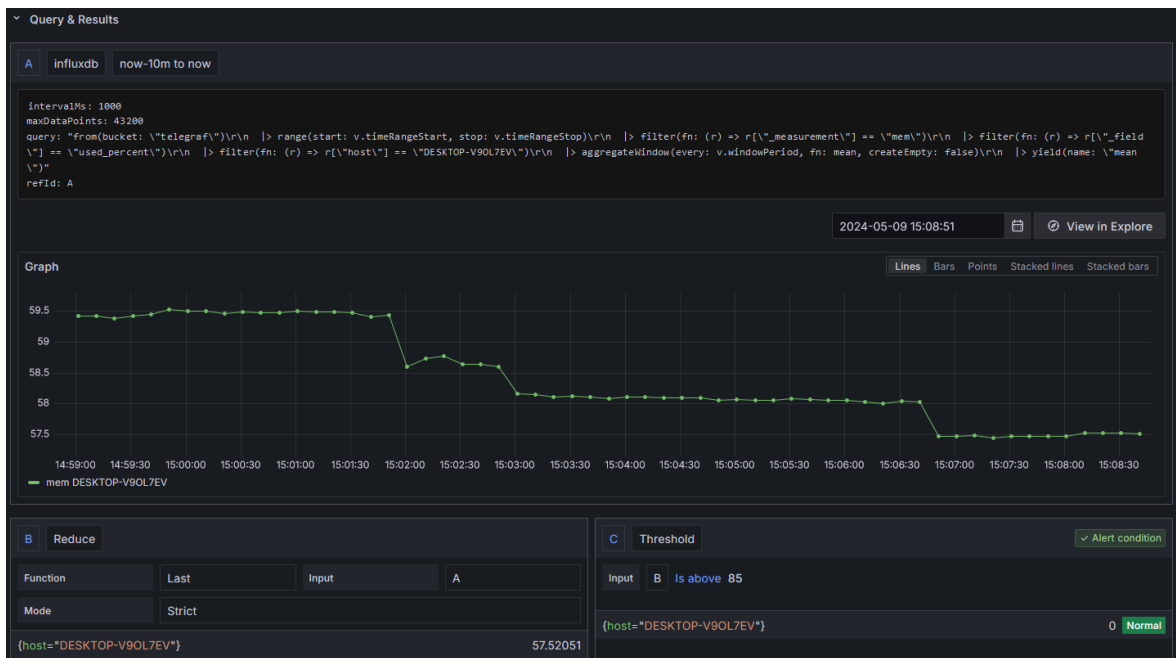 Query & Results
A influxdb now-10m to now
intervalMs: 1000
maxDataPoints: 43200
query: "from(bucket: \"telegraf\")\r\n  |> range(start: v.timeRangeStart, stop: v.timeRangeStop)\r\n  |> filter(fn: (r) => r[\"_measurement\"] == \"mem\")\r\n  |> filter(fn: (r) => r[\"_field
\"] == \"used_percent\")\r\n  |> filter(fn: (r) => r[\"host\"] == \"DESKTOP-V9OL7EV\")\r\n  |> aggregateWindow(every: v.windowPeriod, fn: mean, createEmpty: false)\r\n  |> yield(name: \"mean
\")"
refId: A
2024-05-09 15:08:51 View in Explore
Graph Lines Bars Points Stacked lines Stacked bars
59.5
59
58.5
58
57.5
14:59:00 14:59:30 15:00:00 15:00:30 15:01:00 15:01:30 15:02:00 15:02:30 15:03:00 15:03:30 15:04:00 15:04:30 15:05:00 15:05:30 15:06:00 15:06:30 15:07:00 15:07:30 15:08:00 15:08:30
mem DESKTOP-V9OL7EV
B Reduce
Function Last Input A
Mode Strict
{host="DESKTOP-V9OL7EV"} 57.52051
C Threshold Alert condition
Input B Is above 85
{host="DESKTOP-V9OL7EV"} 0 Normal